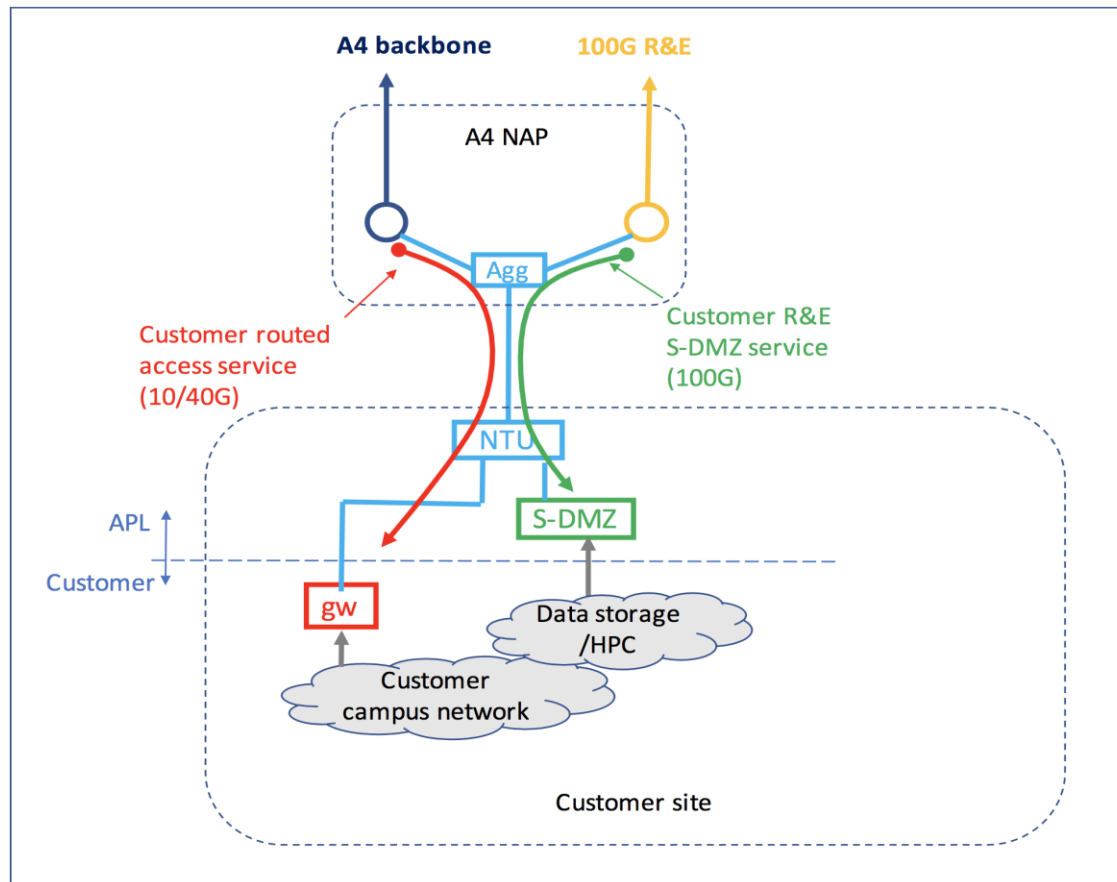 A4 backbone
100G R&E
A4 NAP
Agg
Customer routed
access service
(10/40G)
Customer R&E
S-DMZ service
(100G)
NTU
S-DMZ
APL
Customer
gw
Data storage
/HPC
Customer
campus network
Customer site